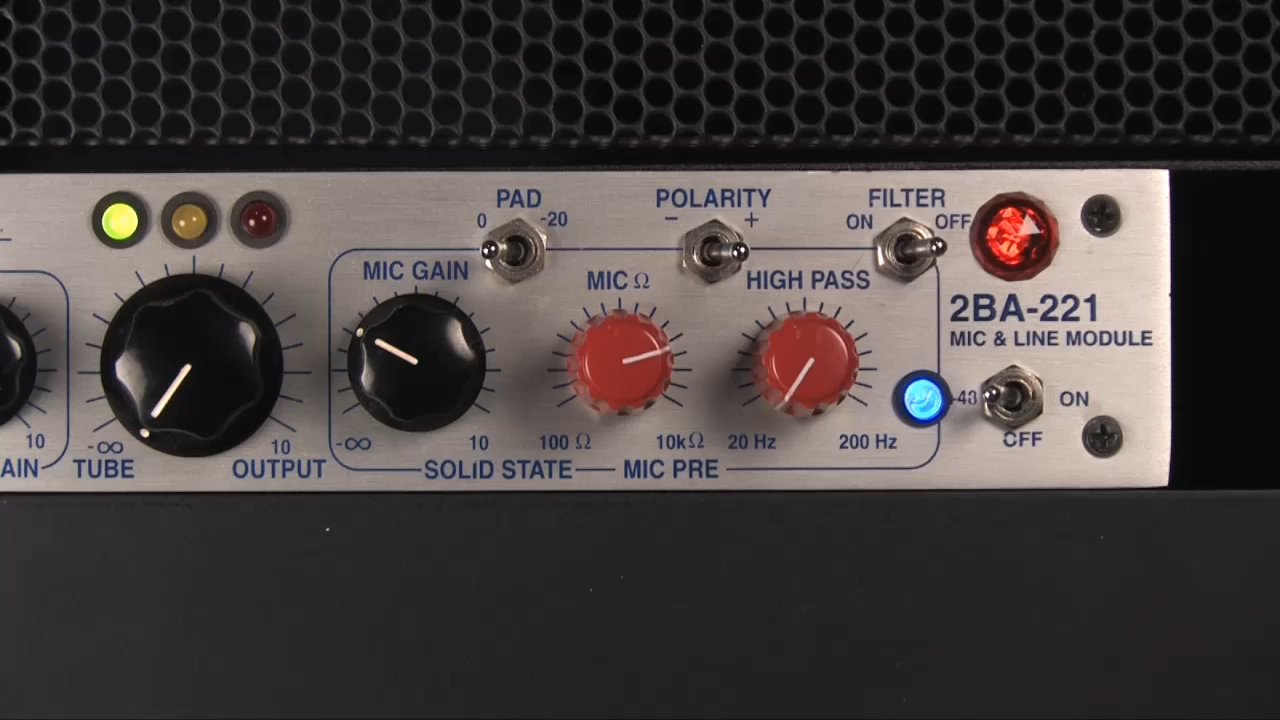 PAD
0 -20
POLARITY
− +
FILTER
ON OFF
MIC GAIN
MIC Ω
HIGH PASS
2BA-221
MIC & LINE MODULE
-48 ON
OFF
10
-∞ 10
-∞ 10
100 Ω 10kΩ
20 Hz 200 Hz
AIN
TUBE OUTPUT
SOLID STATE MIC PRE